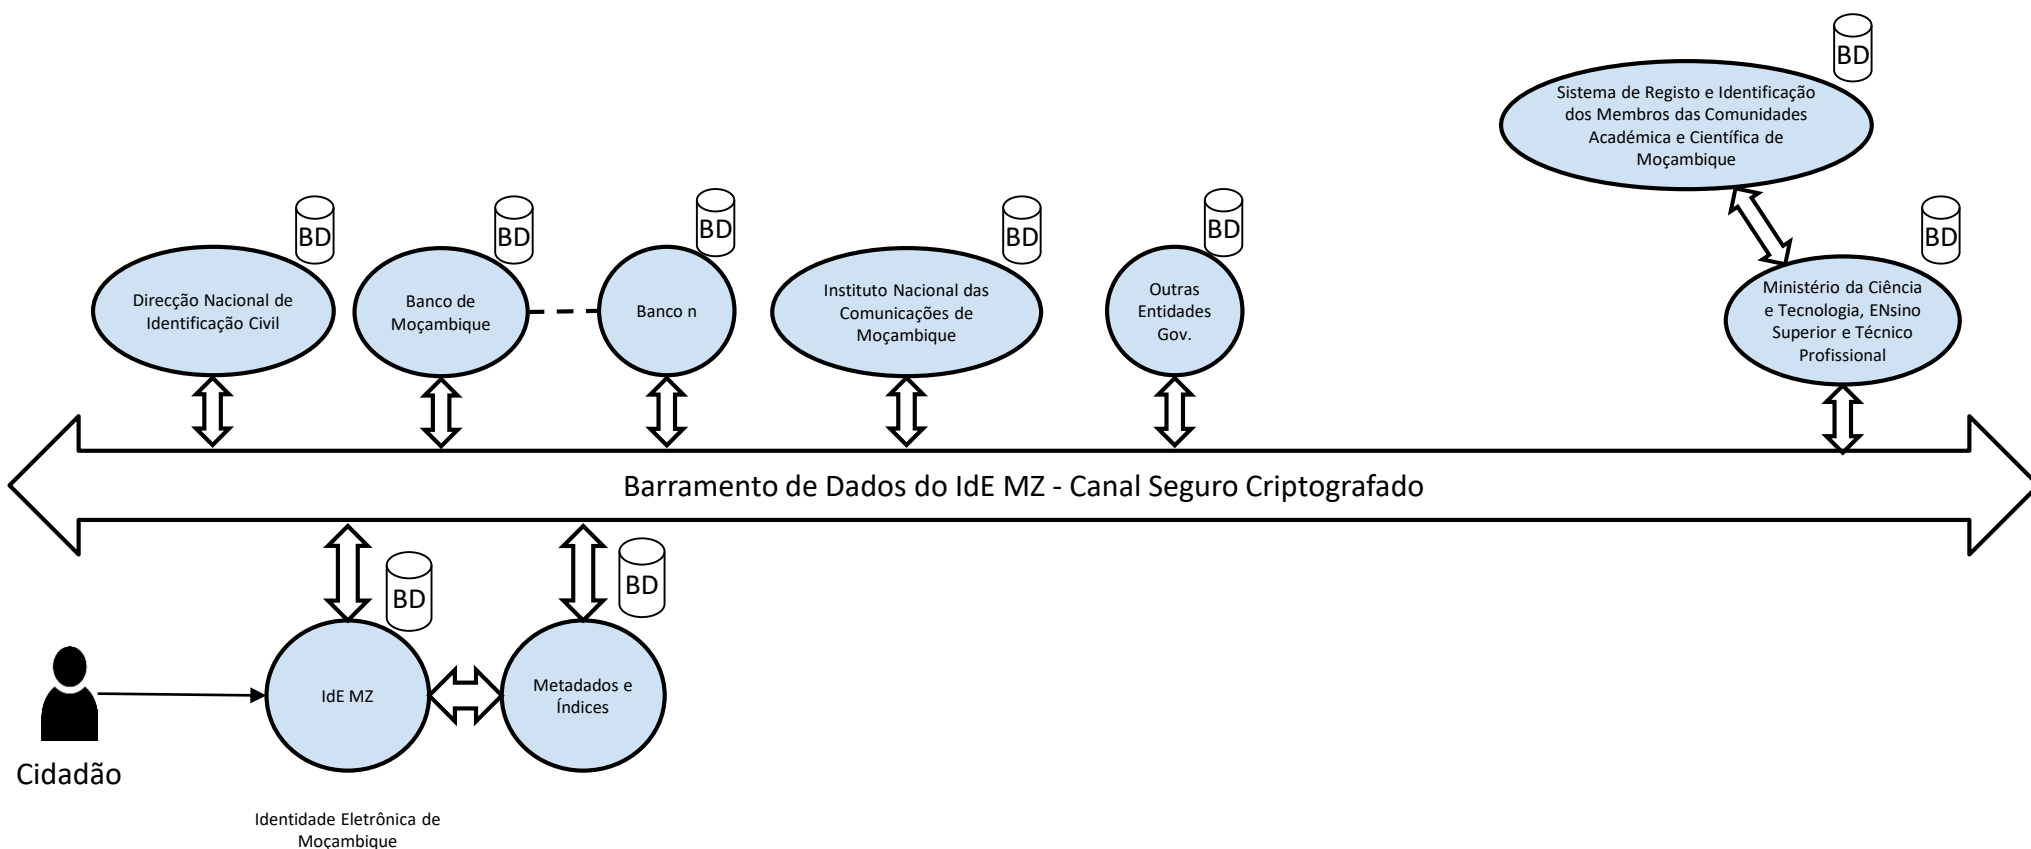 BD
Sistema de Registo e Identificação
dos Membros das Comunidades
Académica e Científica de
Moçambique
BD
BD
BD
BD
BD
BD
Direcção Nacional de
Identificação Civil
Banco de
Moçambique
Banco n
Instituto Nacional das
Comunicações de
Moçambique
Outras
Entidades
Gov.
Ministério da Ciência
e Tecnologia, ENsino
Superior e Técnico
Profissional
Barramento de Dados do IdE MZ - Canal Seguro Criptografado
BD
BD
IdE MZ
Metadados e
Índices
Cidadão
Identidade Eletrônica de
Moçambique